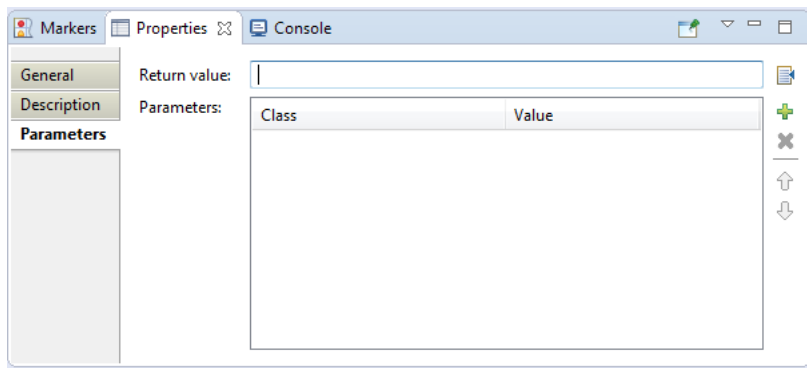 Markers Properties Console
General Return value:
Description Parameters: Class Value
Parameters